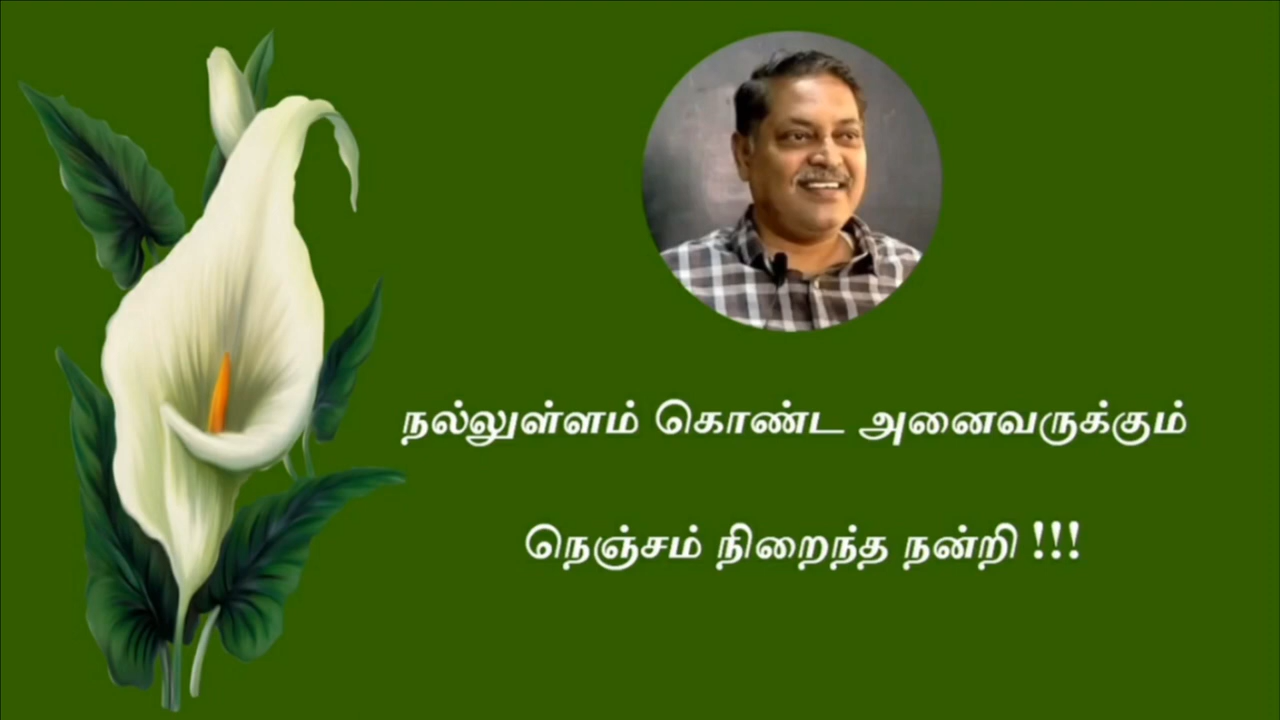 நல்லுள்ளம் கொண்ட அனைவருக்கும்
நெஞ்சம் நிறைந்த நன்றி !!!